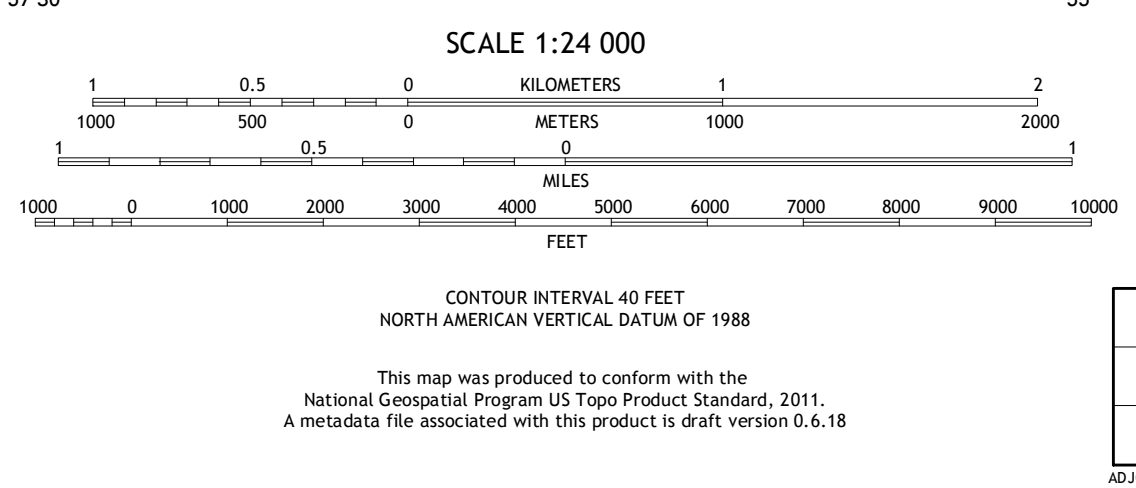 SCALE 1:24 000
1 0.5 0 KILOMETERS 1 2
1000 500 0 METERS 1000 2000
1 0.5 0 1
MILES
1000 0 1000 2000 3000 4000 5000 6000 7000 8000 9000 10000
FEET
CONTOUR INTERVAL 40 FEET
NORTH AMERICAN VERTICAL DATUM OF 1988
This map was produced to conform with the
National Geospatial Program US Topo Product Standard, 2011.
A metadata file associated with this product is draft version 0.6.18